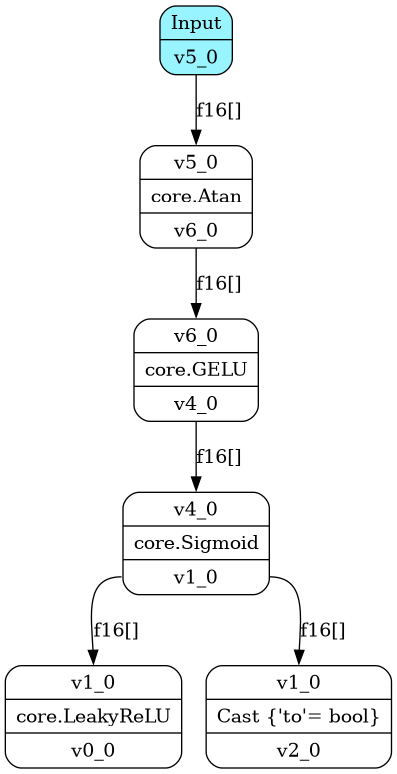 Input
v5_0
f16[]
v5_0
core.Atan
v6_0
f16[]
v6_0
core.GELU
v4_0
f16[]
v4_0
core.Sigmoid
v1_0
f16[]
f16[]
v1_0
core.LeakyReLU
v0_0
v1_0
Cast {'to'= bool}
v2_0